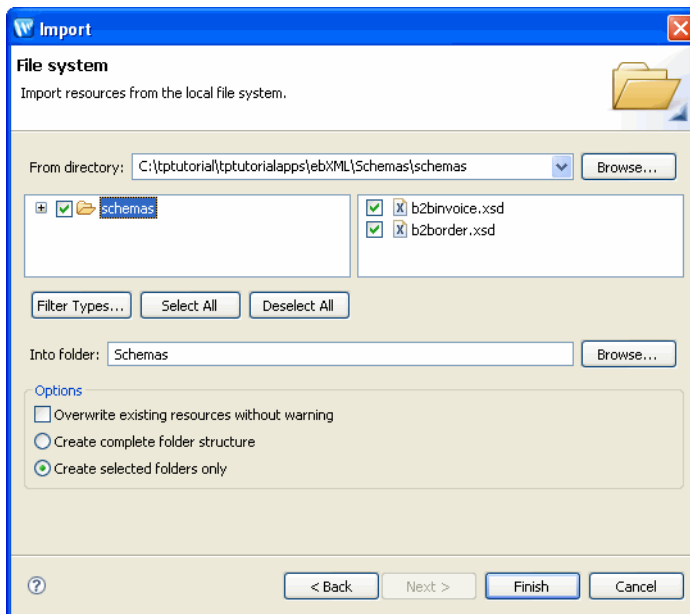 Import
File system
Import resources from the local file system.
From directory: C:\tptutorial\tptutorialapps\ebXML\Schemas\schemas Browse...
schemas
b2binvoice.xsd
b2border.xsd
Filter Types... Select All Deselect All
Into folder: Schemas Browse...
Options
Overwrite existing resources without warning
Create complete folder structure
Create selected folders only
? < Back Next > Finish Cancel